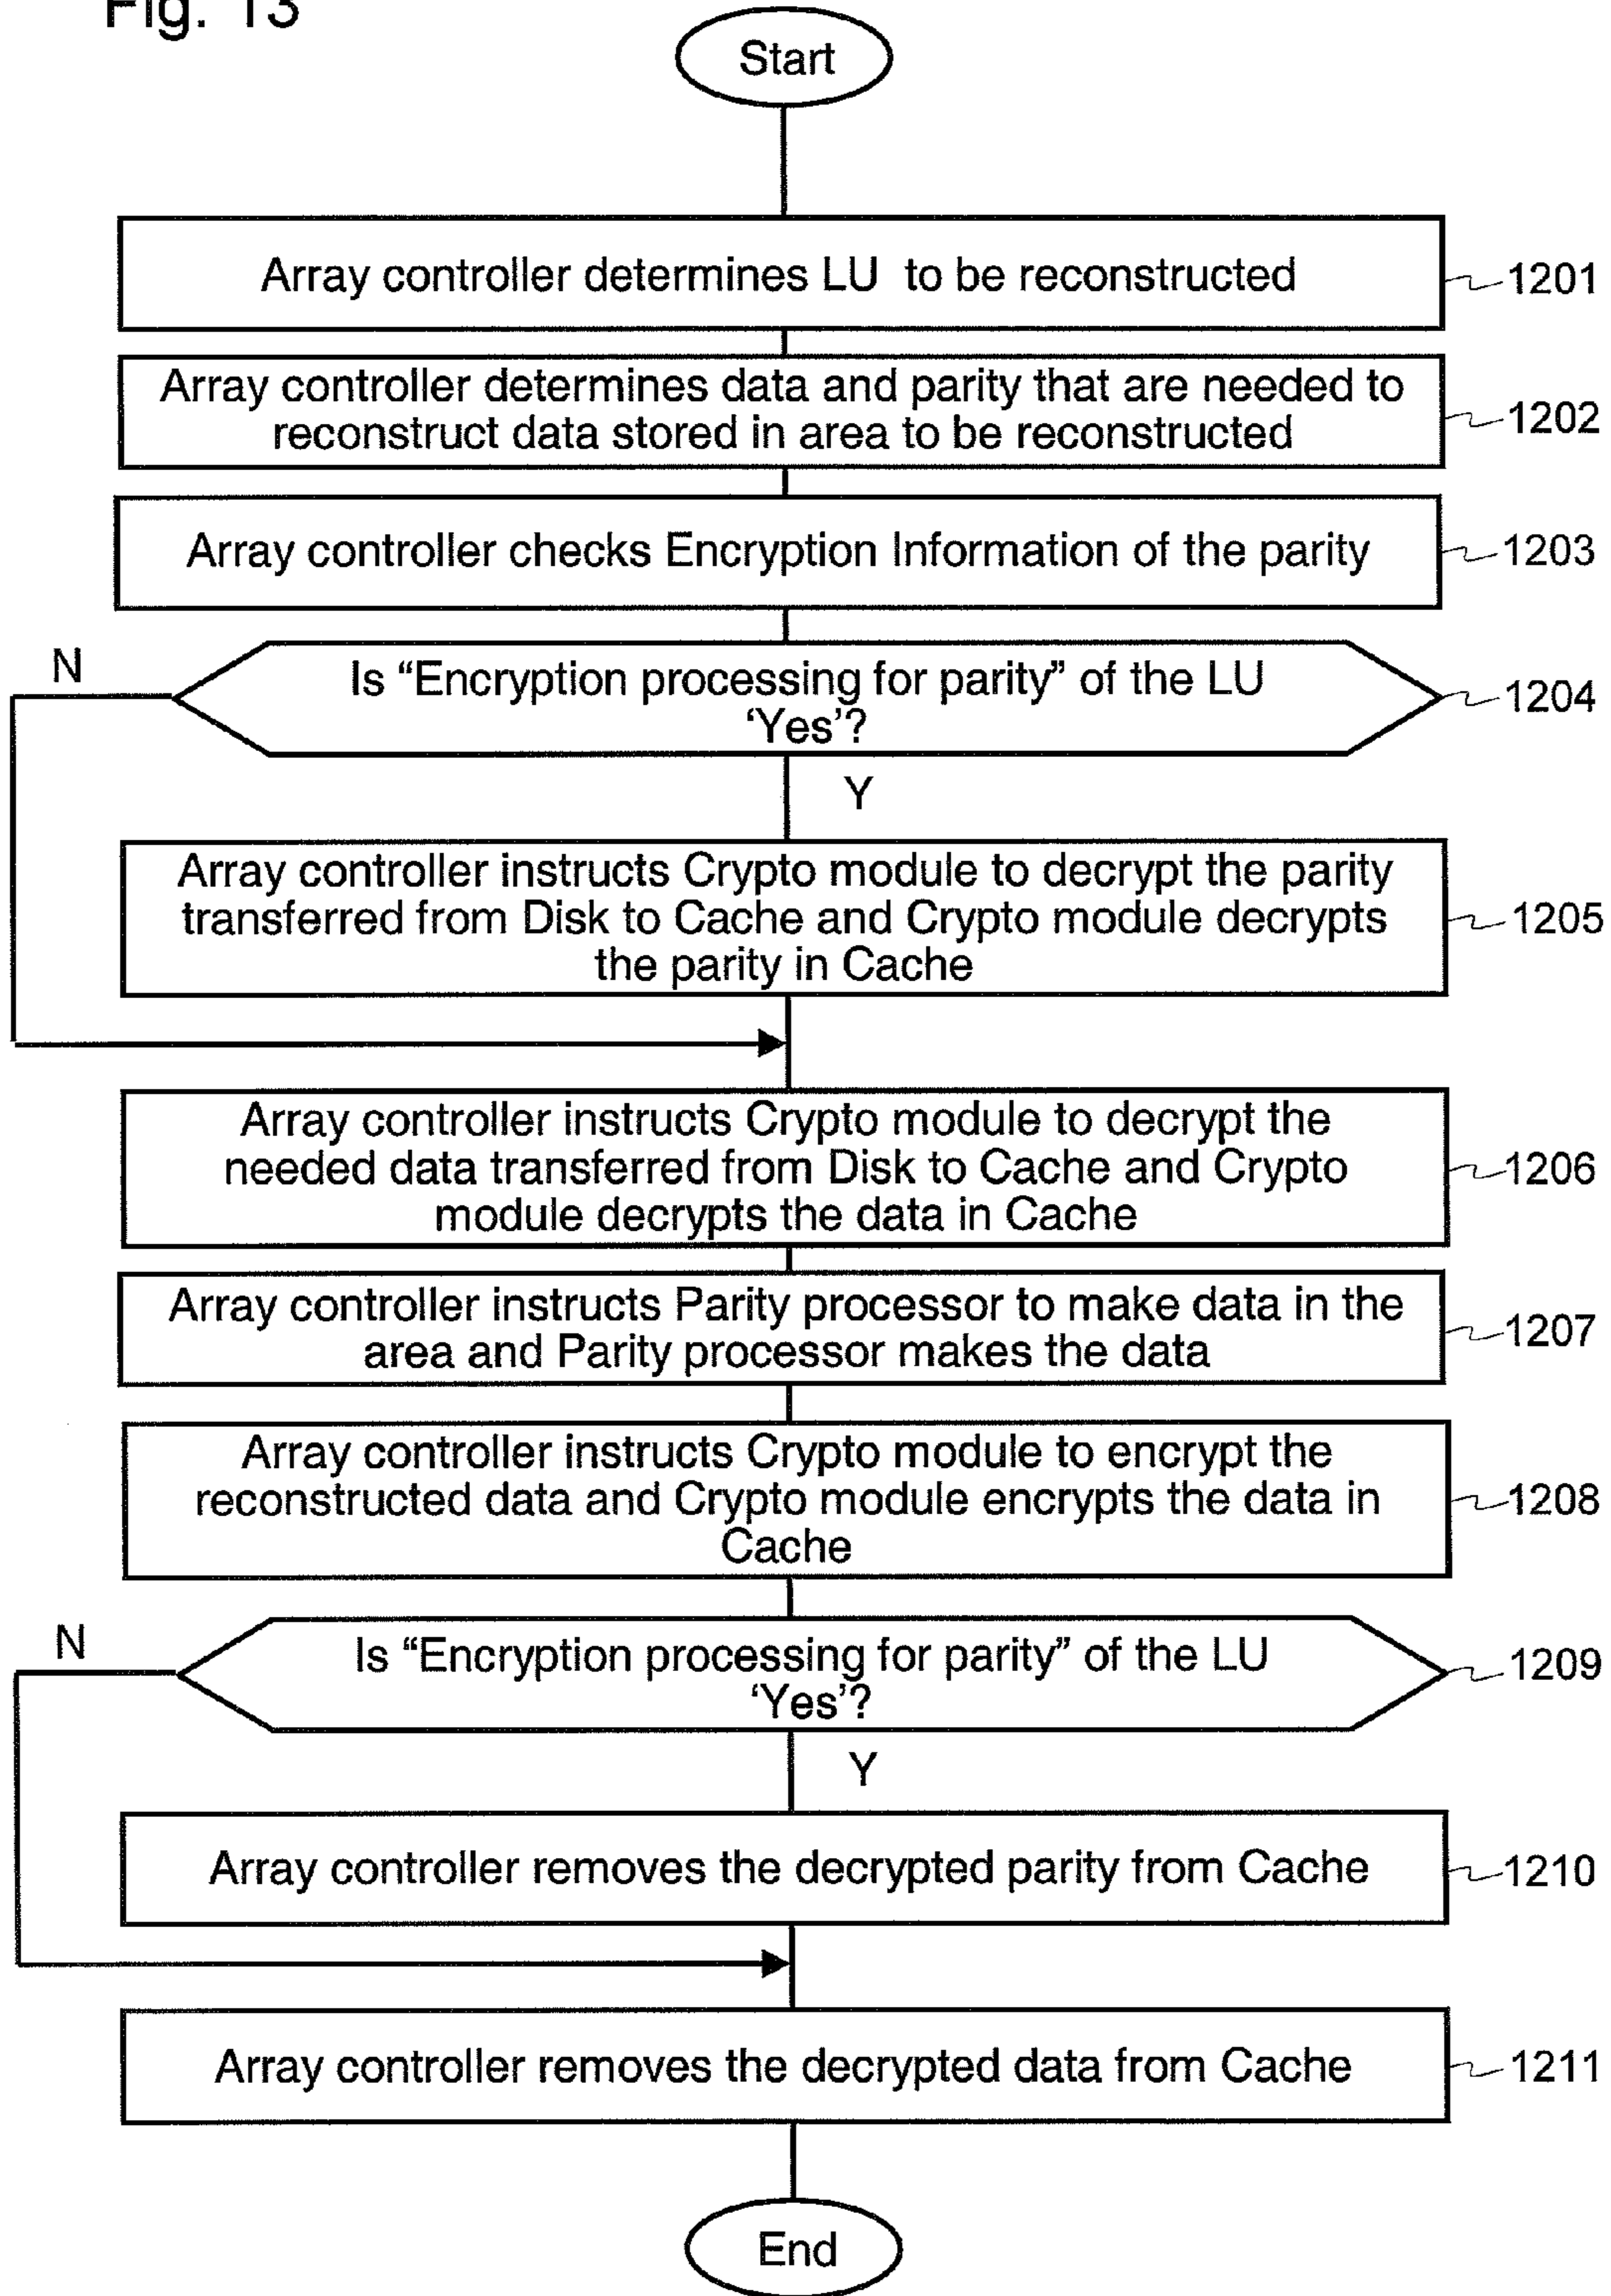 Fig. 13
Start
Array controller determines LU to be reconstructed
1201
Array controller determines data and parity that are needed to
reconstruct data stored in area to be reconstructed
1202
Array controller checks Encryption Information of the parity
1203
N
Is “Encryption processing for parity” of the LU
‘Yes’?
1204
Y
Array controller instructs Crypto module to decrypt the parity
transferred from Disk to Cache and Crypto module decrypts
the parity in Cache
1205
Array controller instructs Crypto module to decrypt the
needed data transferred from Disk to Cache and Crypto
module decrypts the data in Cache
1206
Array controller instructs Parity processor to make data in the
area and Parity processor makes the data
1207
Array controller instructs Crypto module to encrypt the
reconstructed data and Crypto module encrypts the data in
Cache
1208
N
Is “Encryption processing for parity” of the LU
‘Yes’?
1209
Y
Array controller removes the decrypted parity from Cache
1210
Array controller removes the decrypted data from Cache
1211
End